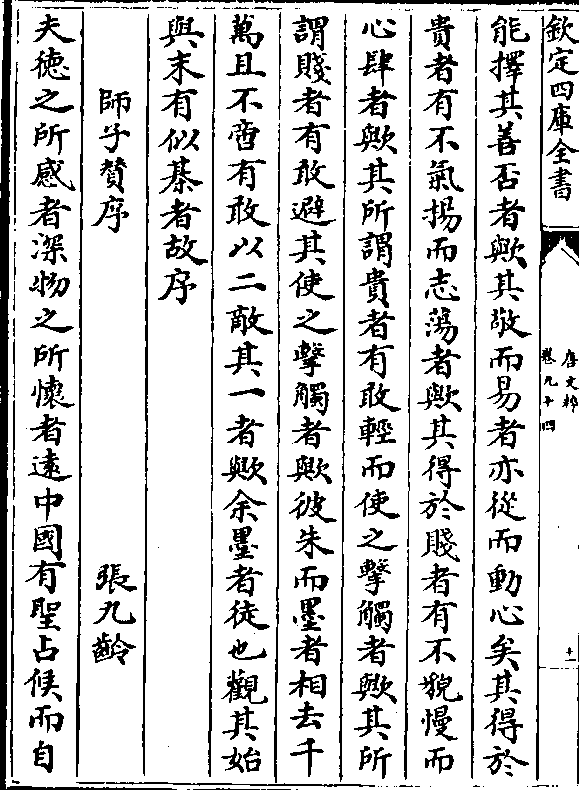 欽定四庫全書
唐文粹
卷九十四
十一
能擇其善否者歟其敬而易者亦從而動心矣其得於
貴者有不氣揚而志蕩者歟其得於賤者有不貌慢而
心肆者歟其所謂貴者有敢輕而使之擊觸者歟其所
謂賤者有敢避其使之擊觸者歟彼朱而墨者相去千
萬且不啻有敢以二敵其一者歟余墨者徒也觀其始
與末有似棊者故序
師子贊序 張九齡
夫德之所感者深物之所懷者遠中國有聖占候而自